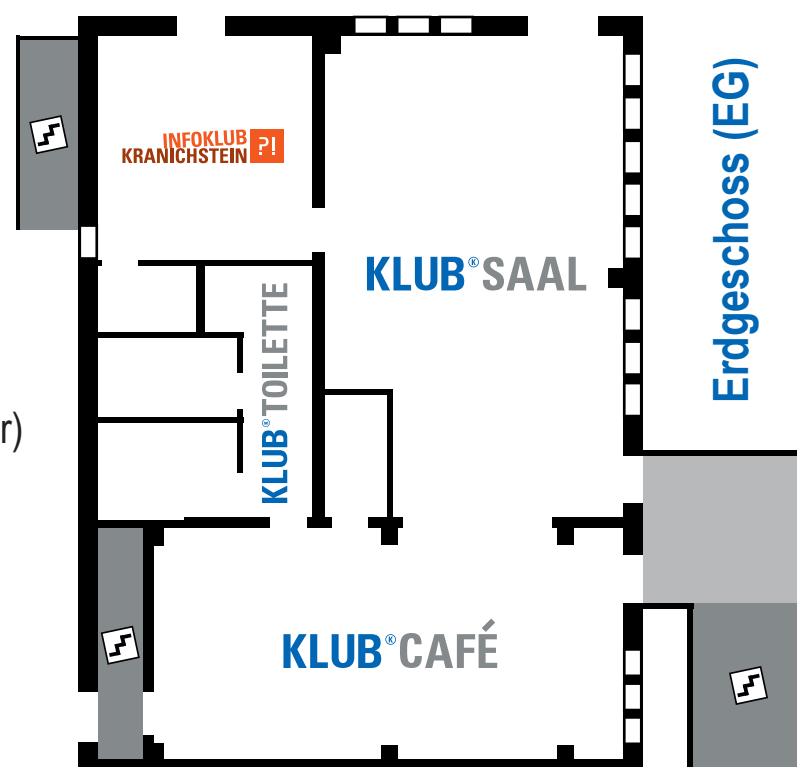 INFOKLUB
KRANICHSTEIN ?!
KLUB® SAAL
Erdgeschoss (EG)
KLUB® TOILETTE
r)
KLUB® CAFÉ